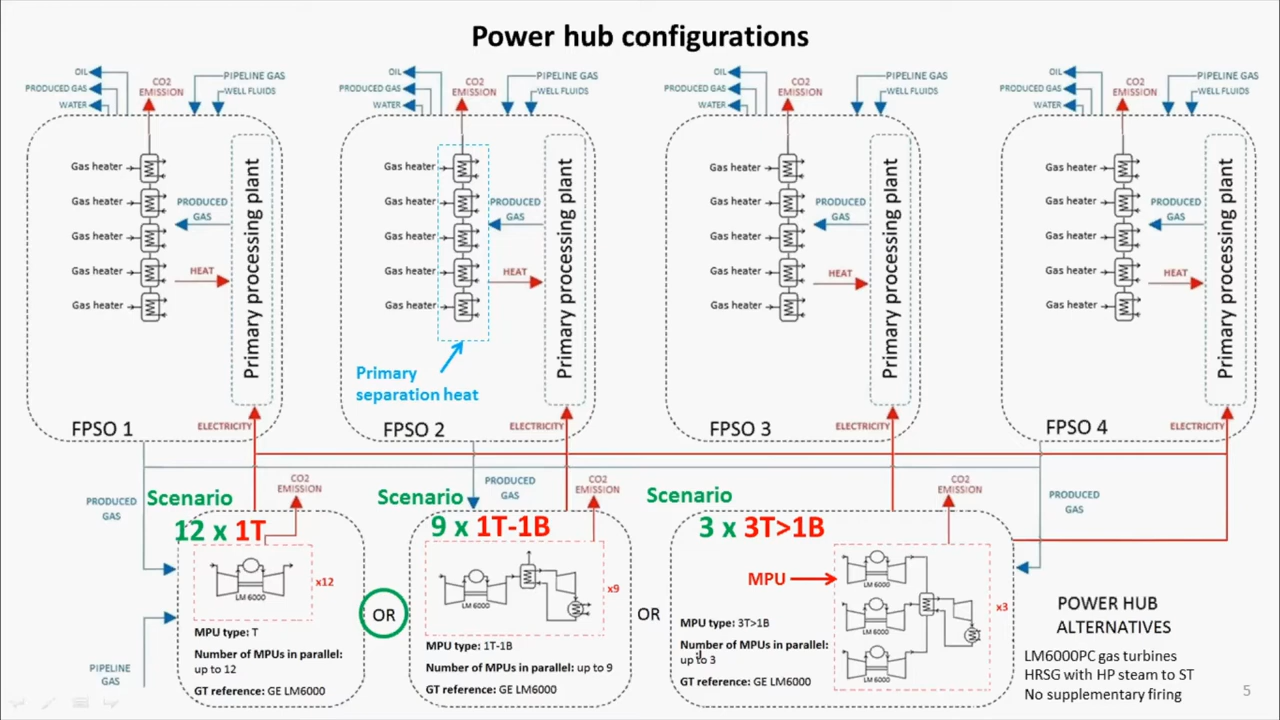 Power hub configurations
OIL
PRODUCED GAS
WATER
CO2
EMISSION
PIPELINE GAS
WELL FLUIDS
Gas heater
Gas heater
Gas heater
Gas heater
Gas heater
PRODUCED
GAS
HEAT
Primary processing plant
FPSO 1
ELECTRICITY
OIL
PRODUCED GAS
WATER
CO2
EMISSION
PIPELINE GAS
WELL FLUIDS
Gas heater
Gas heater
Gas heater
Gas heater
Gas heater
PRODUCED
GAS
HEAT
Primary processing plant
Primary
separation heat
FPSO 2
ELECTRICITY
OIL
PRODUCED GAS
WATER
CO2
EMISSION
PIPELINE GAS
WELL FLUIDS
Gas heater
Gas heater
Gas heater
Gas heater
Gas heater
PRODUCED
GAS
HEAT
Primary processing plant
FPSO 3
ELECTRICITY
OIL
PRODUCED GAS
WATER
CO2
EMISSION
PIPELINE GAS
WELL FLUIDS
Gas heater
Gas heater
Gas heater
Gas heater
Gas heater
PRODUCED
GAS
HEAT
Primary processing plant
FPSO 4
ELECTRICITY
PRODUCED
GAS
PIPELINE
GAS
Scenario
12 x 1T
CO2
EMISSION
LM 6000
x12
MPU type: T
Number of MPUs in parallel:
up to 12
GT reference: GE LM6000
OR
Scenario
9 x 1T-1B
PRODUCED
GAS
CO2
EMISSION
LM 6000
x9
MPU type: 1T-1B
Number of MPUs in parallel: up to 9
GT reference: GE LM6000
OR
Scenario
3 x 3T>1B
CO2
EMISSION
MPU
LM 6000
LM 6000
LM 6000
x3
MPU type: 3T>1B
Number of MPUs in parallel:
up to 3
GT reference: GE LM6000
PRODUCED
GAS
POWER HUB
ALTERNATIVES
LM6000PC gas turbines
HRSG with HP steam to ST
No supplementary firing
5